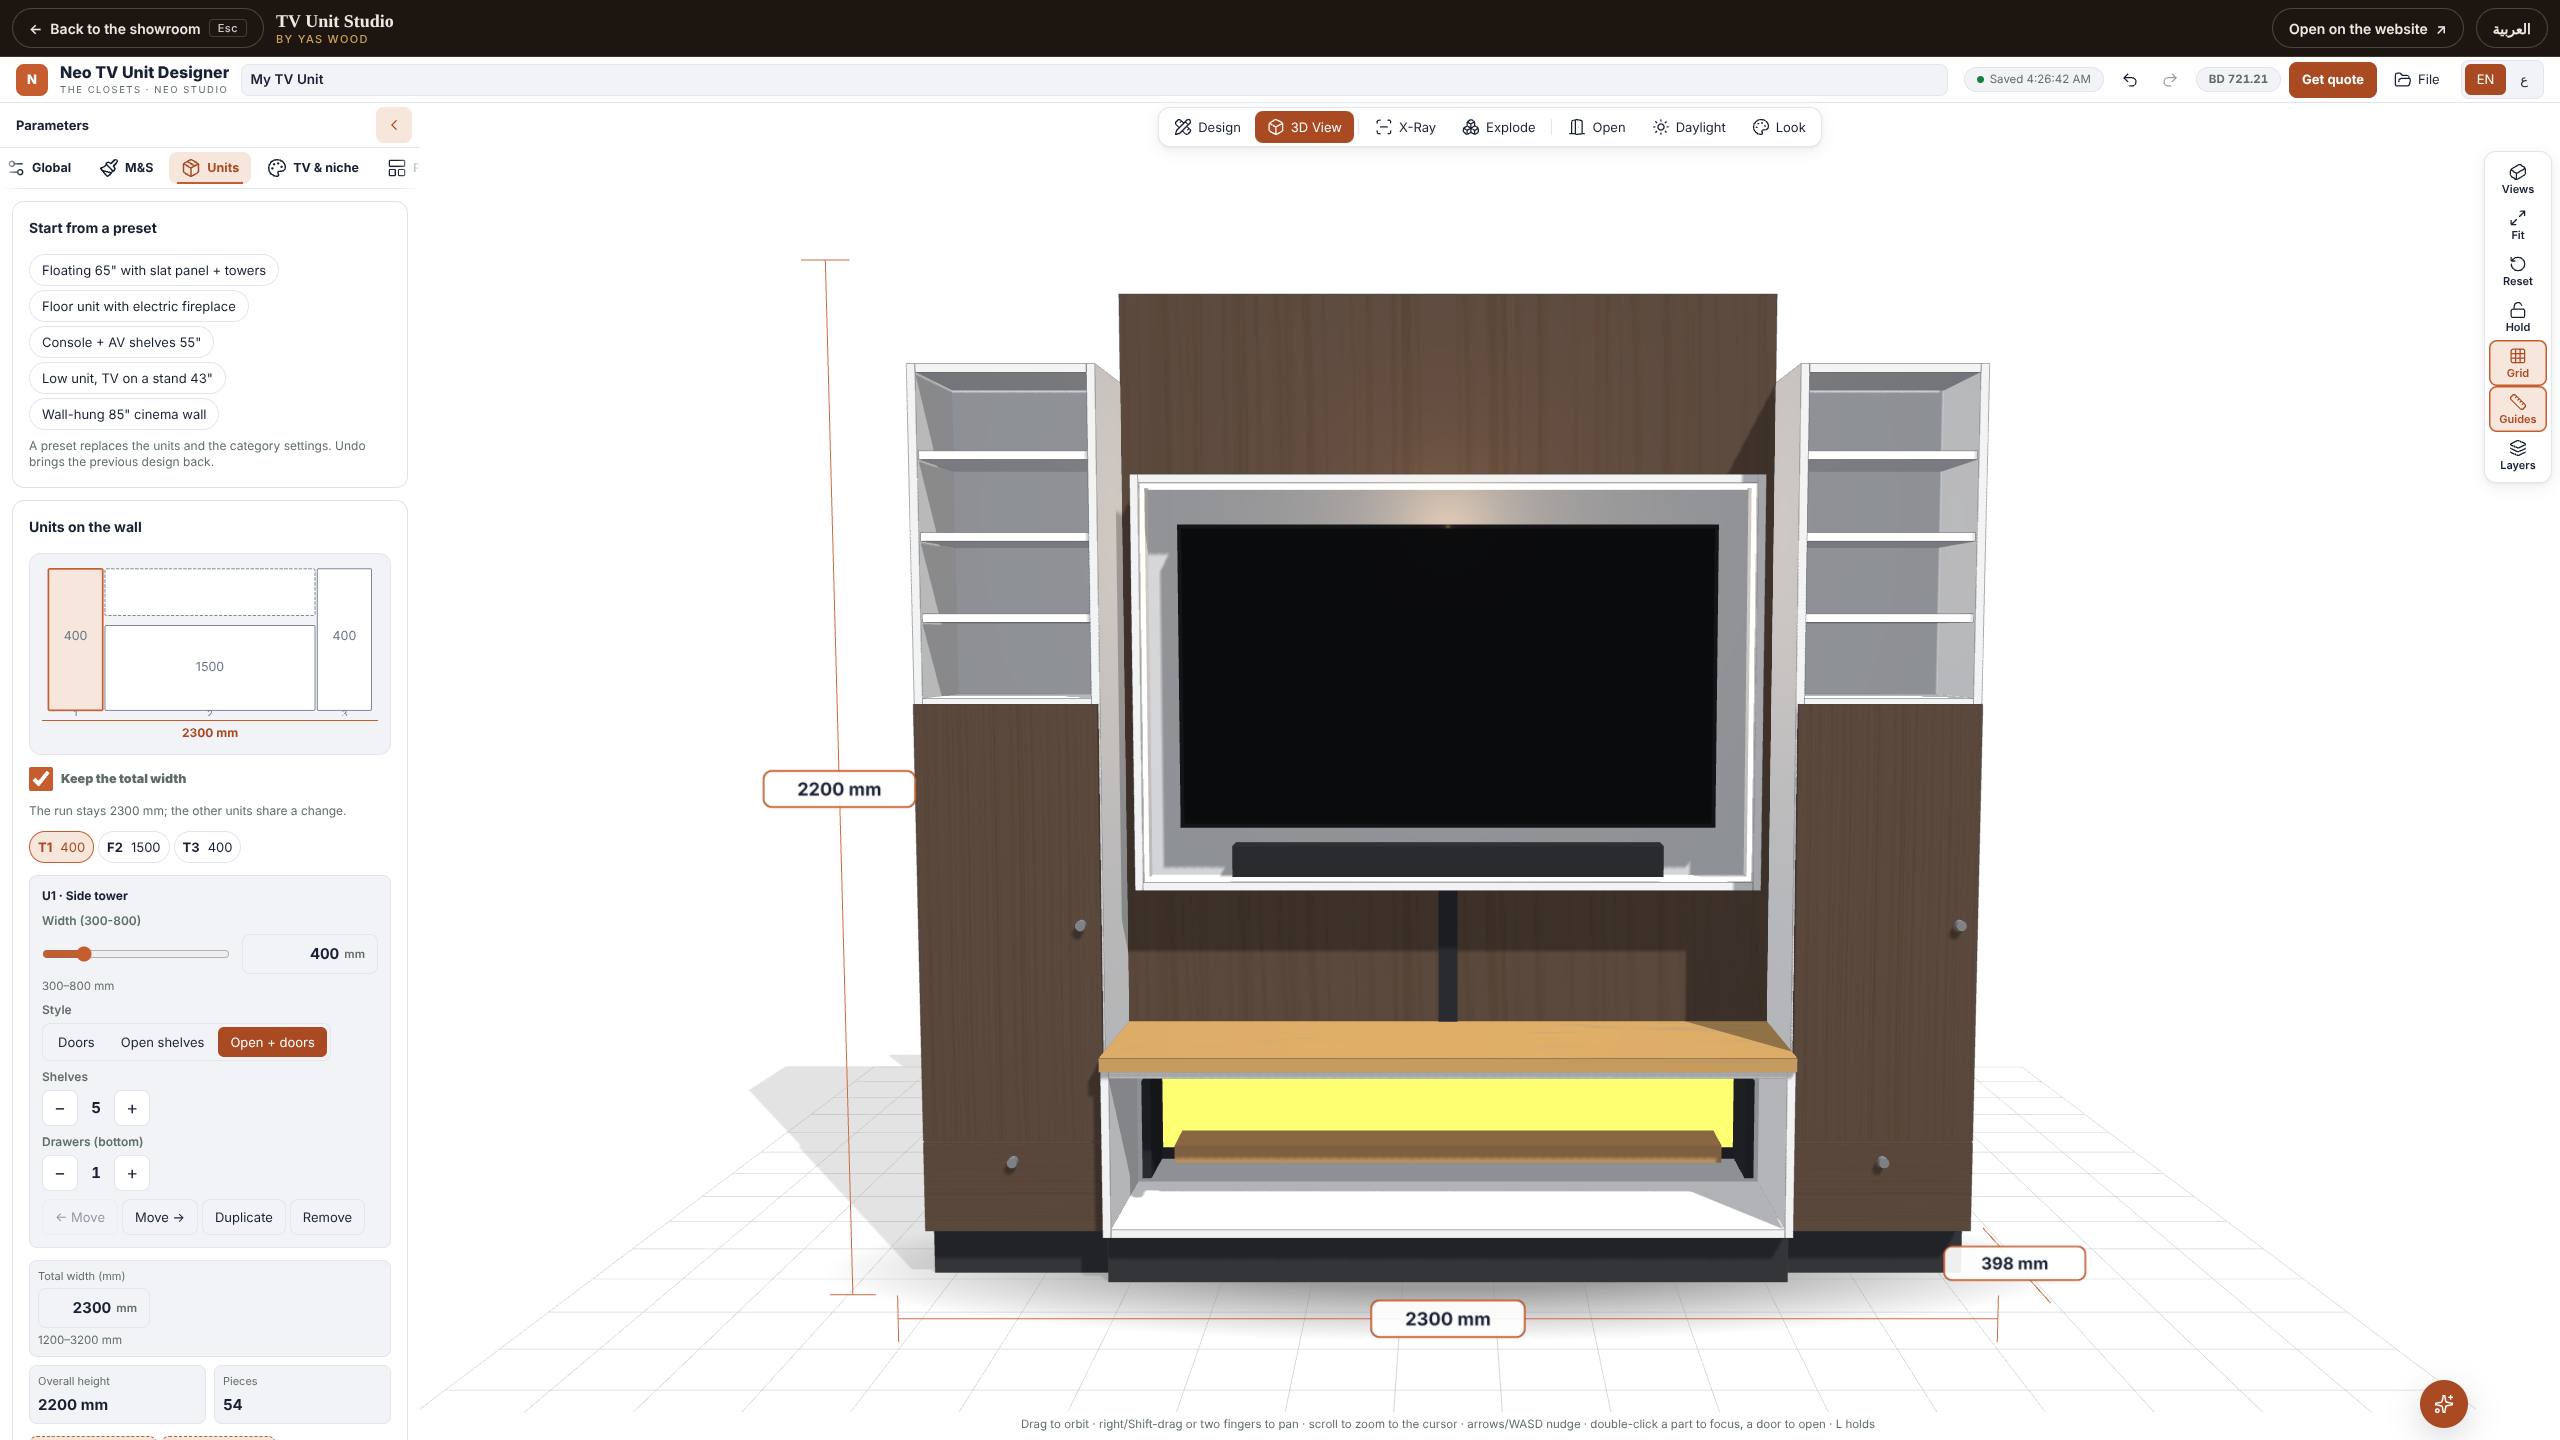 ← Back to the showroom Esc
TV Unit Studio
BY YAS WOOD
Open on the website ↗
العربية
N
Neo TV Unit Designer
THE CLOSETS · NEO STUDIO
My TV Unit
Saved 4:26:42 AM
BD 721.21
Get quote
File
EN
ع
Parameters
Design
3D View
X-Ray
Explode
Open
Daylight
Look
Global
M&S
Units
TV & niche
Views
Fit
Reset
Hold
Grid
Guides
Layers
Start from a preset
Floating 65" with slat panel + towers
Floor unit with electric fireplace
Console + AV shelves 55"
Low unit, TV on a stand 43"
Wall-hung 85" cinema wall
A preset replaces the units and the category settings. Undo
brings the previous design back.
Units on the wall
400
1500
400
1 2 3
2300 mm
Keep the total width
The run stays 2300 mm; the other units share a change.
T1 400
F2 1500
T3 400
U1 · Side tower
Width (300-800)
400 mm
300–800 mm
Style
Doors
Open shelves
Open + doors
Shelves
− 5 +
Drawers (bottom)
− 1 +
← Move
Move →
Duplicate
Remove
Total width (mm)
2300 mm
1200–3200 mm
Overall height
2200 mm
Pieces
54
2200 mm
398 mm
2300 mm
Drag to orbit · right/Shift-drag or two fingers to pan · scroll to zoom to the cursor · arrows/WASD nudge · double-click a part to focus, a door to open · L holds